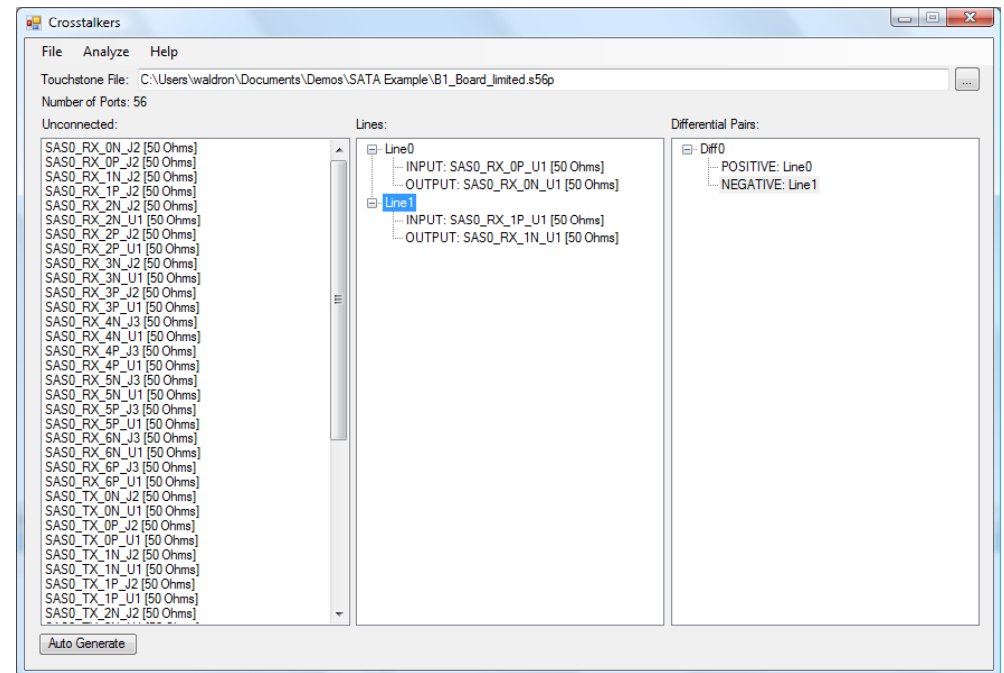 Crosstalkers
File Analyze Help
Touchstone File: C:\Users\waldron\Documents\Demos\SATA Example\B1_Board_limited.s56p ...
Number of Ports: 56
Unconnected:
SAS0_RX_0N_J2 [50 Ohms]
SAS0_RX_0P_J2 [50 Ohms]
SAS0_RX_1N_J2 [50 Ohms]
SAS0_RX_1P_J2 [50 Ohms]
SAS0_RX_2N_J2 [50 Ohms]
SAS0_RX_2N_U1 [50 Ohms]
SAS0_RX_2P_J2 [50 Ohms]
SAS0_RX_2P_U1 [50 Ohms]
SAS0_RX_3N_J2 [50 Ohms]
SAS0_RX_3N_U1 [50 Ohms]
SAS0_RX_3P_J2 [50 Ohms]
SAS0_RX_3P_U1 [50 Ohms]
SAS0_RX_4N_J3 [50 Ohms]
SAS0_RX_4N_U1 [50 Ohms]
SAS0_RX_4P_J3 [50 Ohms]
SAS0_RX_4P_U1 [50 Ohms]
SAS0_RX_5N_J3 [50 Ohms]
SAS0_RX_5N_U1 [50 Ohms]
SAS0_RX_5P_J3 [50 Ohms]
SAS0_RX_5P_U1 [50 Ohms]
SAS0_RX_6N_J3 [50 Ohms]
SAS0_RX_6N_U1 [50 Ohms]
SAS0_RX_6P_J3 [50 Ohms]
SAS0_RX_6P_U1 [50 Ohms]
SAS0_TX_0N_J2 [50 Ohms]
SAS0_TX_0N_U1 [50 Ohms]
SAS0_TX_0P_J2 [50 Ohms]
SAS0_TX_0P_U1 [50 Ohms]
SAS0_TX_1N_J2 [50 Ohms]
SAS0_TX_1N_U1 [50 Ohms]
SAS0_TX_1P_J2 [50 Ohms]
SAS0_TX_1P_U1 [50 Ohms]
SAS0_TX_2N_J2 [50 Ohms]
Lines:
Line0
INPUT: SAS0_RX_0P_U1 [50 Ohms]
OUTPUT: SAS0_RX_0N_U1 [50 Ohms]
Line1
INPUT: SAS0_RX_1P_U1 [50 Ohms]
OUTPUT: SAS0_RX_1N_U1 [50 Ohms]
Differential Pairs:
Diff0
POSITIVE: Line0
NEGATIVE: Line1
Auto Generate